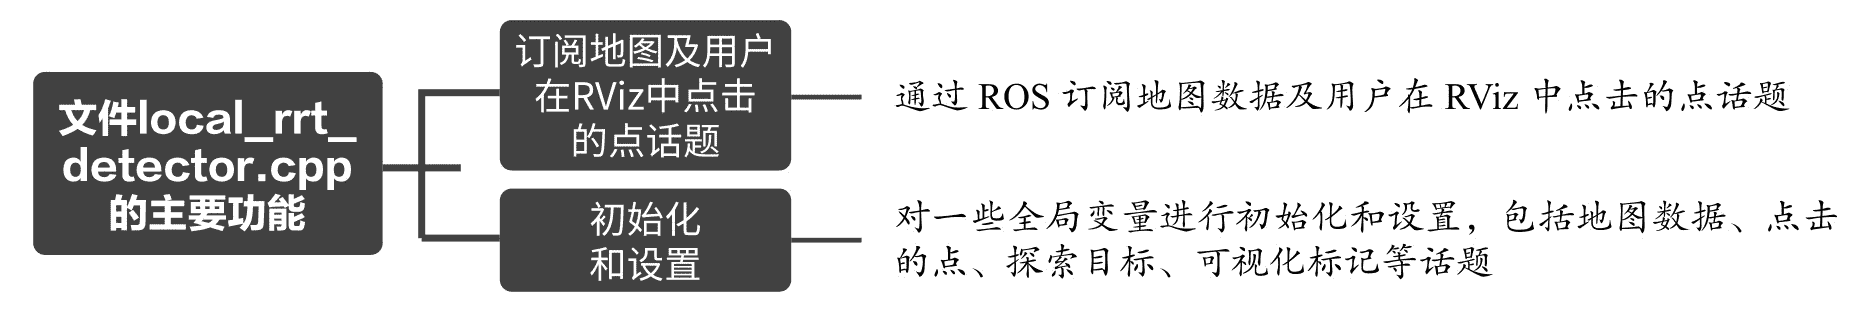 文件local_rrt_
detector.cpp
的主要功能
订阅地图及用户
在RViz中点击
的点话题
通过 ROS 订阅地图数据及用户在 RViz 中点击的点话题
初始化
和设置
对一些全局变量进行初始化和设置，包括地图数据、点击
的点、探索目标、可视化标记等话题